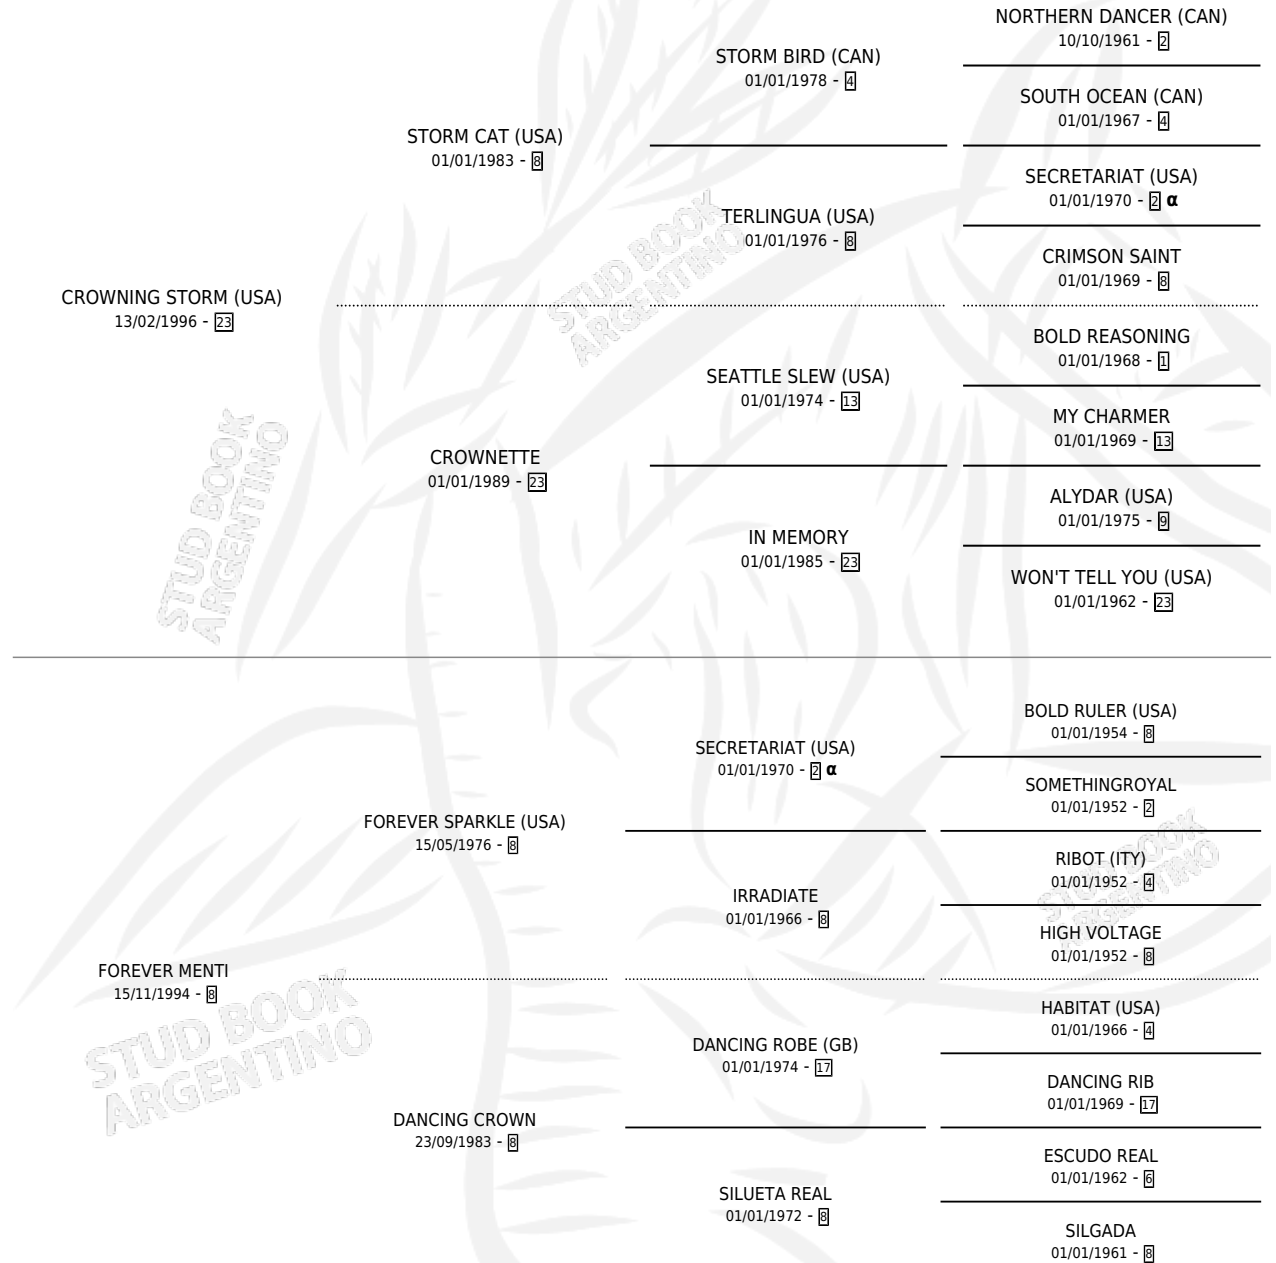 NORTHERN DANCER (CAN)
10/10/1961 - 2
STORM BIRD (CAN)
01/01/1978 - 4
SOUTH OCEAN (CAN)
01/01/1967 - 4
STORM CAT (USA)
01/01/1983 - 8
SECRETARIAT (USA)
01/01/1970 - 2 α
TERLINGUA (USA)
01/01/1976 - 8
CRIMSON SAINT
01/01/1969 - 8
CROWNING STORM (USA)
13/02/1996 - 23
BOLD REASONING
01/01/1968 - 1
SEATTLE SLEW (USA)
01/01/1974 - 13
MY CHARMER
01/01/1969 - 13
CROWNETTE
01/01/1989 - 23
ALYDAR (USA)
01/01/1975 - 9
IN MEMORY
01/01/1985 - 23
WON'T TELL YOU (USA)
01/01/1962 - 23
BOLD RULER (USA)
01/01/1954 - 8
SECRETARIAT (USA)
01/01/1970 - 2 α
SOMETHINGROYAL
01/01/1952 - 2
FOREVER SPARKLE (USA)
15/05/1976 - 8
RIBOT (ITY)
01/01/1952 - 4
IRRADIATE
01/01/1966 - 8
HIGH VOLTAGE
01/01/1952 - 8
FOREVER MENTI
15/11/1994 - 8
HABITAT (USA)
01/01/1966 - 4
DANCING ROBE (GB)
01/01/1974 - 17
DANCING RIB
01/01/1969 - 17
DANCING CROWN
23/09/1983 - 8
ESCUDO REAL
01/01/1962 - 6
SILUETA REAL
01/01/1972 - 8
SILGADA
01/01/1961 - 8
STUD BOOK
ARGENTINO
STUD BOOK
ARGENTINO
STUD BOOK
ARGENTINO
STUD BOOK
ARGENTINO